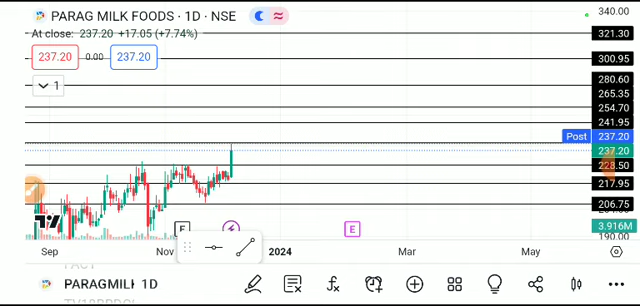 PARAG MILK FOODS · 1D · NSE
At close: 237.20 +17.05 (+7.74%)
237.20 0.00 237.20
1
340.00
321.30
300.95
280.60
265.35
254.70
241.95
Post 237.20
237.20
228.50
217.95
206.75
3.916M
190.00
E E
Sep Nov 2024 Mar May
PARAGMILK 1D